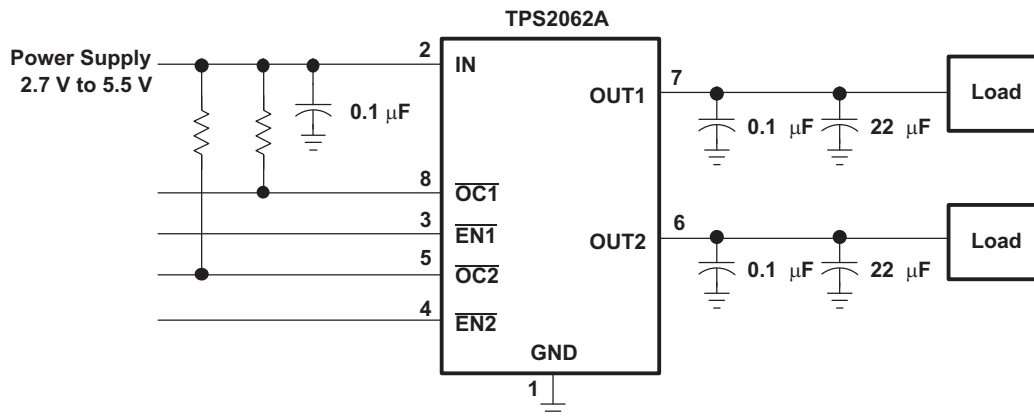 TPS2062A
Power Supply
2.7 V to 5.5 V
2
IN
0.1 µF
8
OC1
3
EN1
5
OC2
4
EN2
GND
1
OUT1
7
0.1 µF
22 µF
Load
OUT2
6
0.1 µF
22 µF
Load